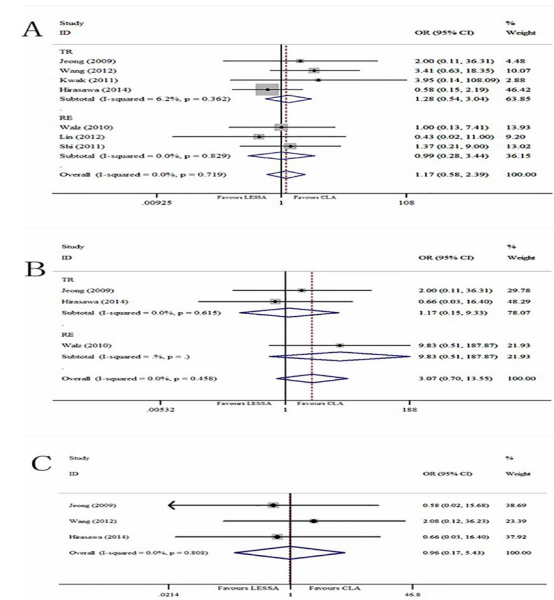 A
Study %
ID OR (95% CI) Weight
TR
Jeong (2009) 2.00 (0.11, 36.31) 4.48
Wang (2012) 3.41 (0.63, 18.35) 10.07
Kwak (2011) 3.95 (0.14, 108.09) 2.88
Hirasawa (2014) 0.58 (0.15, 2.19) 46.42
Subtotal (I-squared = 6.2%, p = 0.362) 1.28 (0.54, 3.04) 63.85
.
RE
Walz (2010) 1.00 (0.13, 7.41) 13.93
Lin (2012) 0.43 (0.02, 11.00) 9.20
Shi (2011) 1.37 (0.21, 9.00) 13.02
Subtotal (I-squared = 0.0%, p = 0.829) 0.99 (0.28, 3.44) 36.15
.
Overall (I-squared = 0.0%, p = 0.719) 1.17 (0.58, 2.39) 100.00
Favours LESSA Favours CLA
.00925 1 108
B
Study %
ID OR (95% CI) Weight
TR
Jeong (2009) 2.00 (0.11, 36.31) 29.78
Hirasawa (2014) 0.66 (0.03, 16.40) 48.29
Subtotal (I-squared = 0.0%, p = 0.615) 1.17 (0.15, 9.33) 78.07
.
RE
Walz (2010) 9.83 (0.51, 187.87) 21.93
Subtotal (I-squared = .%, p = .) 9.83 (0.51, 187.87) 21.93
.
Overall (I-squared = 0.0%, p = 0.458) 3.07 (0.70, 13.55) 100.00
Favours LESSA Favours CLA
.00532 1 188
C
Study %
ID OR (95% CI) Weight
Jeong (2009) 0.58 (0.02, 15.68) 38.69
Wang (2012) 2.08 (0.12, 36.23) 23.39
Hirasawa (2014) 0.66 (0.03, 16.40) 37.92
Overall (I-squared = 0.0%, p = 0.808) 0.96 (0.17, 5.43) 100.00
Favours LESSA Favours CLA
.0214 1 46.8